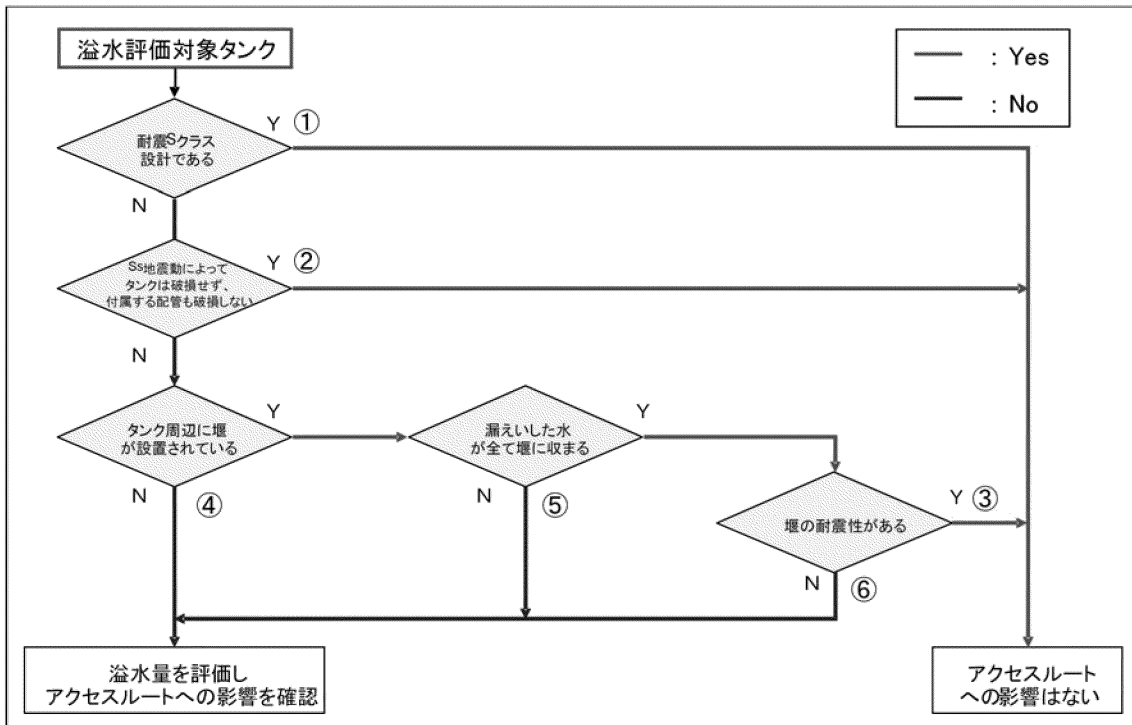 溢水評価対象タンク
: Yes
: No
Y ①
耐震Sクラス
設計である
N
Y ②
Ss地震動によって
タンクは破損せず、
付属する配管も破損しない
N
タンク周辺に堰
が設置されている
Y
漏えいした水
が全て堰に収まる
Y
N ④
N ⑤
堰の耐震性がある
Y ③
N ⑥
溢水量を評価し
アクセスルートへの影響を確認
アクセスルート
への影響はない